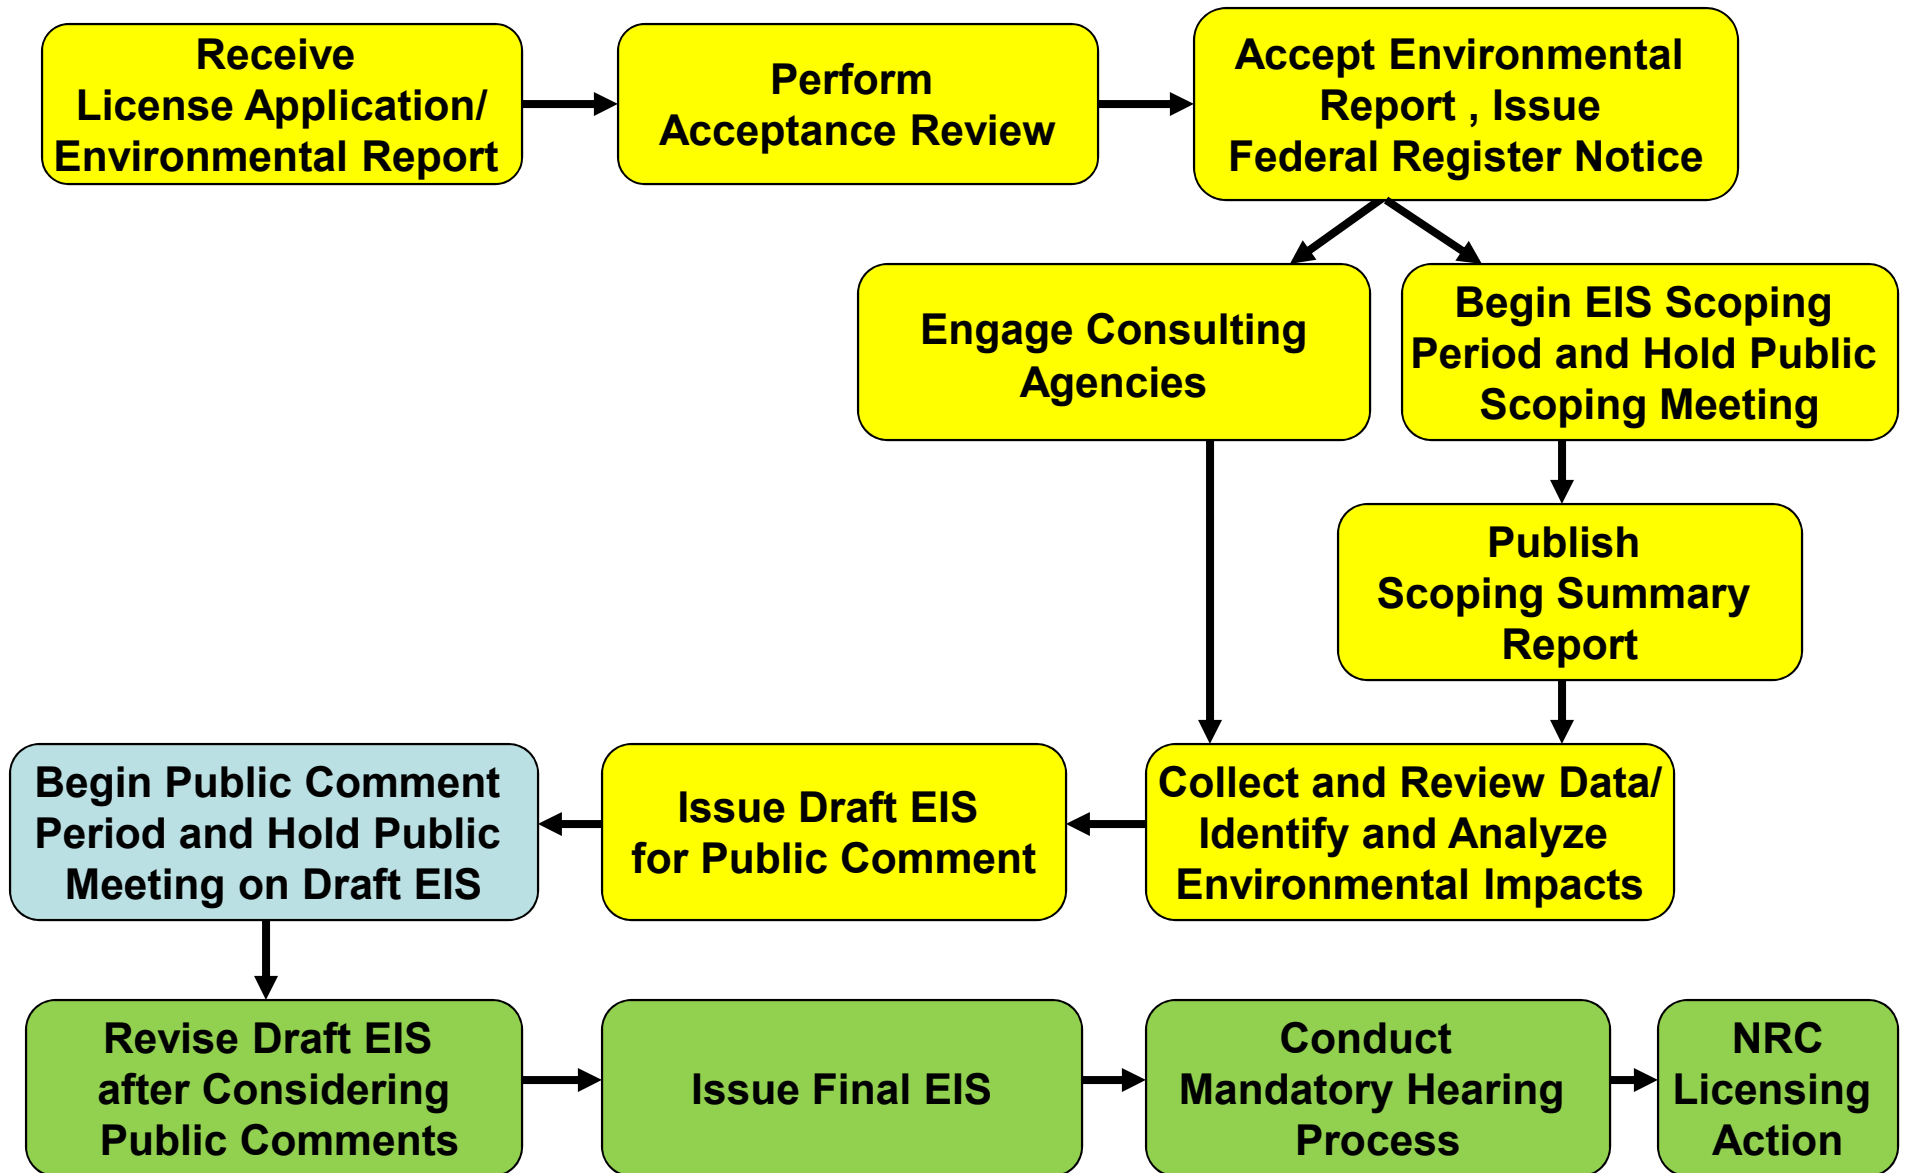 Receive
License Application/
Environmental Report
Perform
Acceptance Review
Accept Environmental
Report , Issue
Federal Register Notice
Engage Consulting
Agencies
Begin EIS Scoping
Period and Hold Public
Scoping Meeting
Publish
Scoping Summary
Report
Begin Public Comment
Period and Hold Public
Meeting on Draft EIS
Issue Draft EIS
for Public Comment
Collect and Review Data/
Identify and Analyze
Environmental Impacts
Revise Draft EIS
after Considering
Public Comments
Issue Final EIS
Conduct
Mandatory Hearing
Process
NRC
Licensing
Action